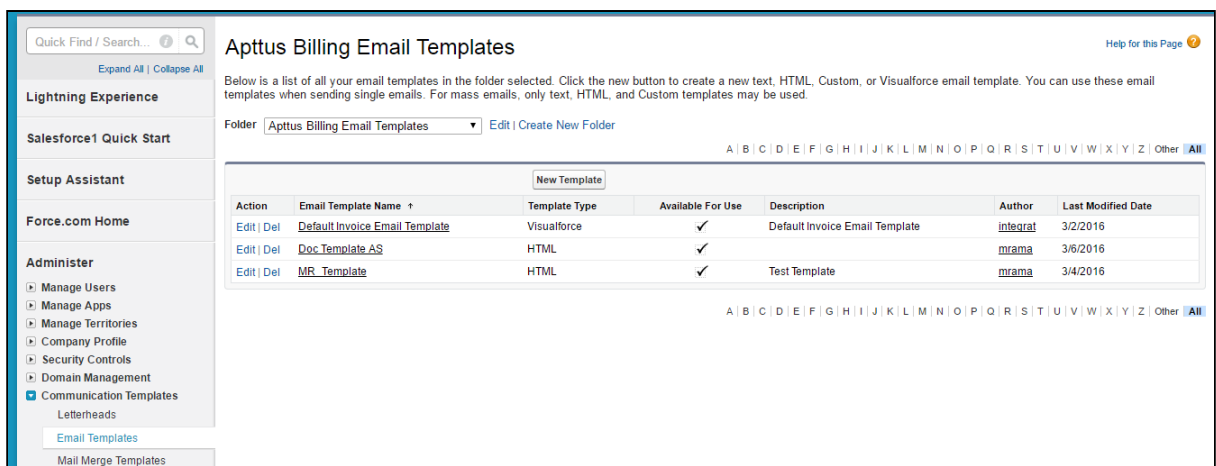 Quick Find / Search...
Expand All | Collapse All
Lightning Experience
Salesforce1 Quick Start
Setup Assistant
Force.com Home
Administer
Manage Users
Manage Apps
Manage Territories
Company Profile
Security Controls
Domain Management
Communication Templates
Letterheads
Email Templates
Mail Merge Templates
Apttus Billing Email Templates
Help for this Page
Below is a list of all your email templates in the folder selected. Click the new button to create a new text, HTML, Custom, or Visualforce email template. You can use these email
templates when sending single emails. For mass emails, only text, HTML, and Custom templates may be used.
Folder Apttus Billing Email Templates Edit | Create New Folder
A | B | C | D | E | F | G | H | I | J | K | L | M | N | O | P | Q | R | S | T | U | V | W | X | Y | Z | Other All
New Template
Action Email Template Name ↑ Template Type Available For Use Description Author Last Modified Date
Edit | Del Default Invoice Email Template Visualforce ✓ Default Invoice Email Template integrat 3/2/2016
Edit | Del Doc Template AS HTML ✓ mrama 3/6/2016
Edit | Del MR_Template HTML ✓ Test Template mrama 3/4/2016
A | B | C | D | E | F | G | H | I | J | K | L | M | N | O | P | Q | R | S | T | U | V | W | X | Y | Z | Other All